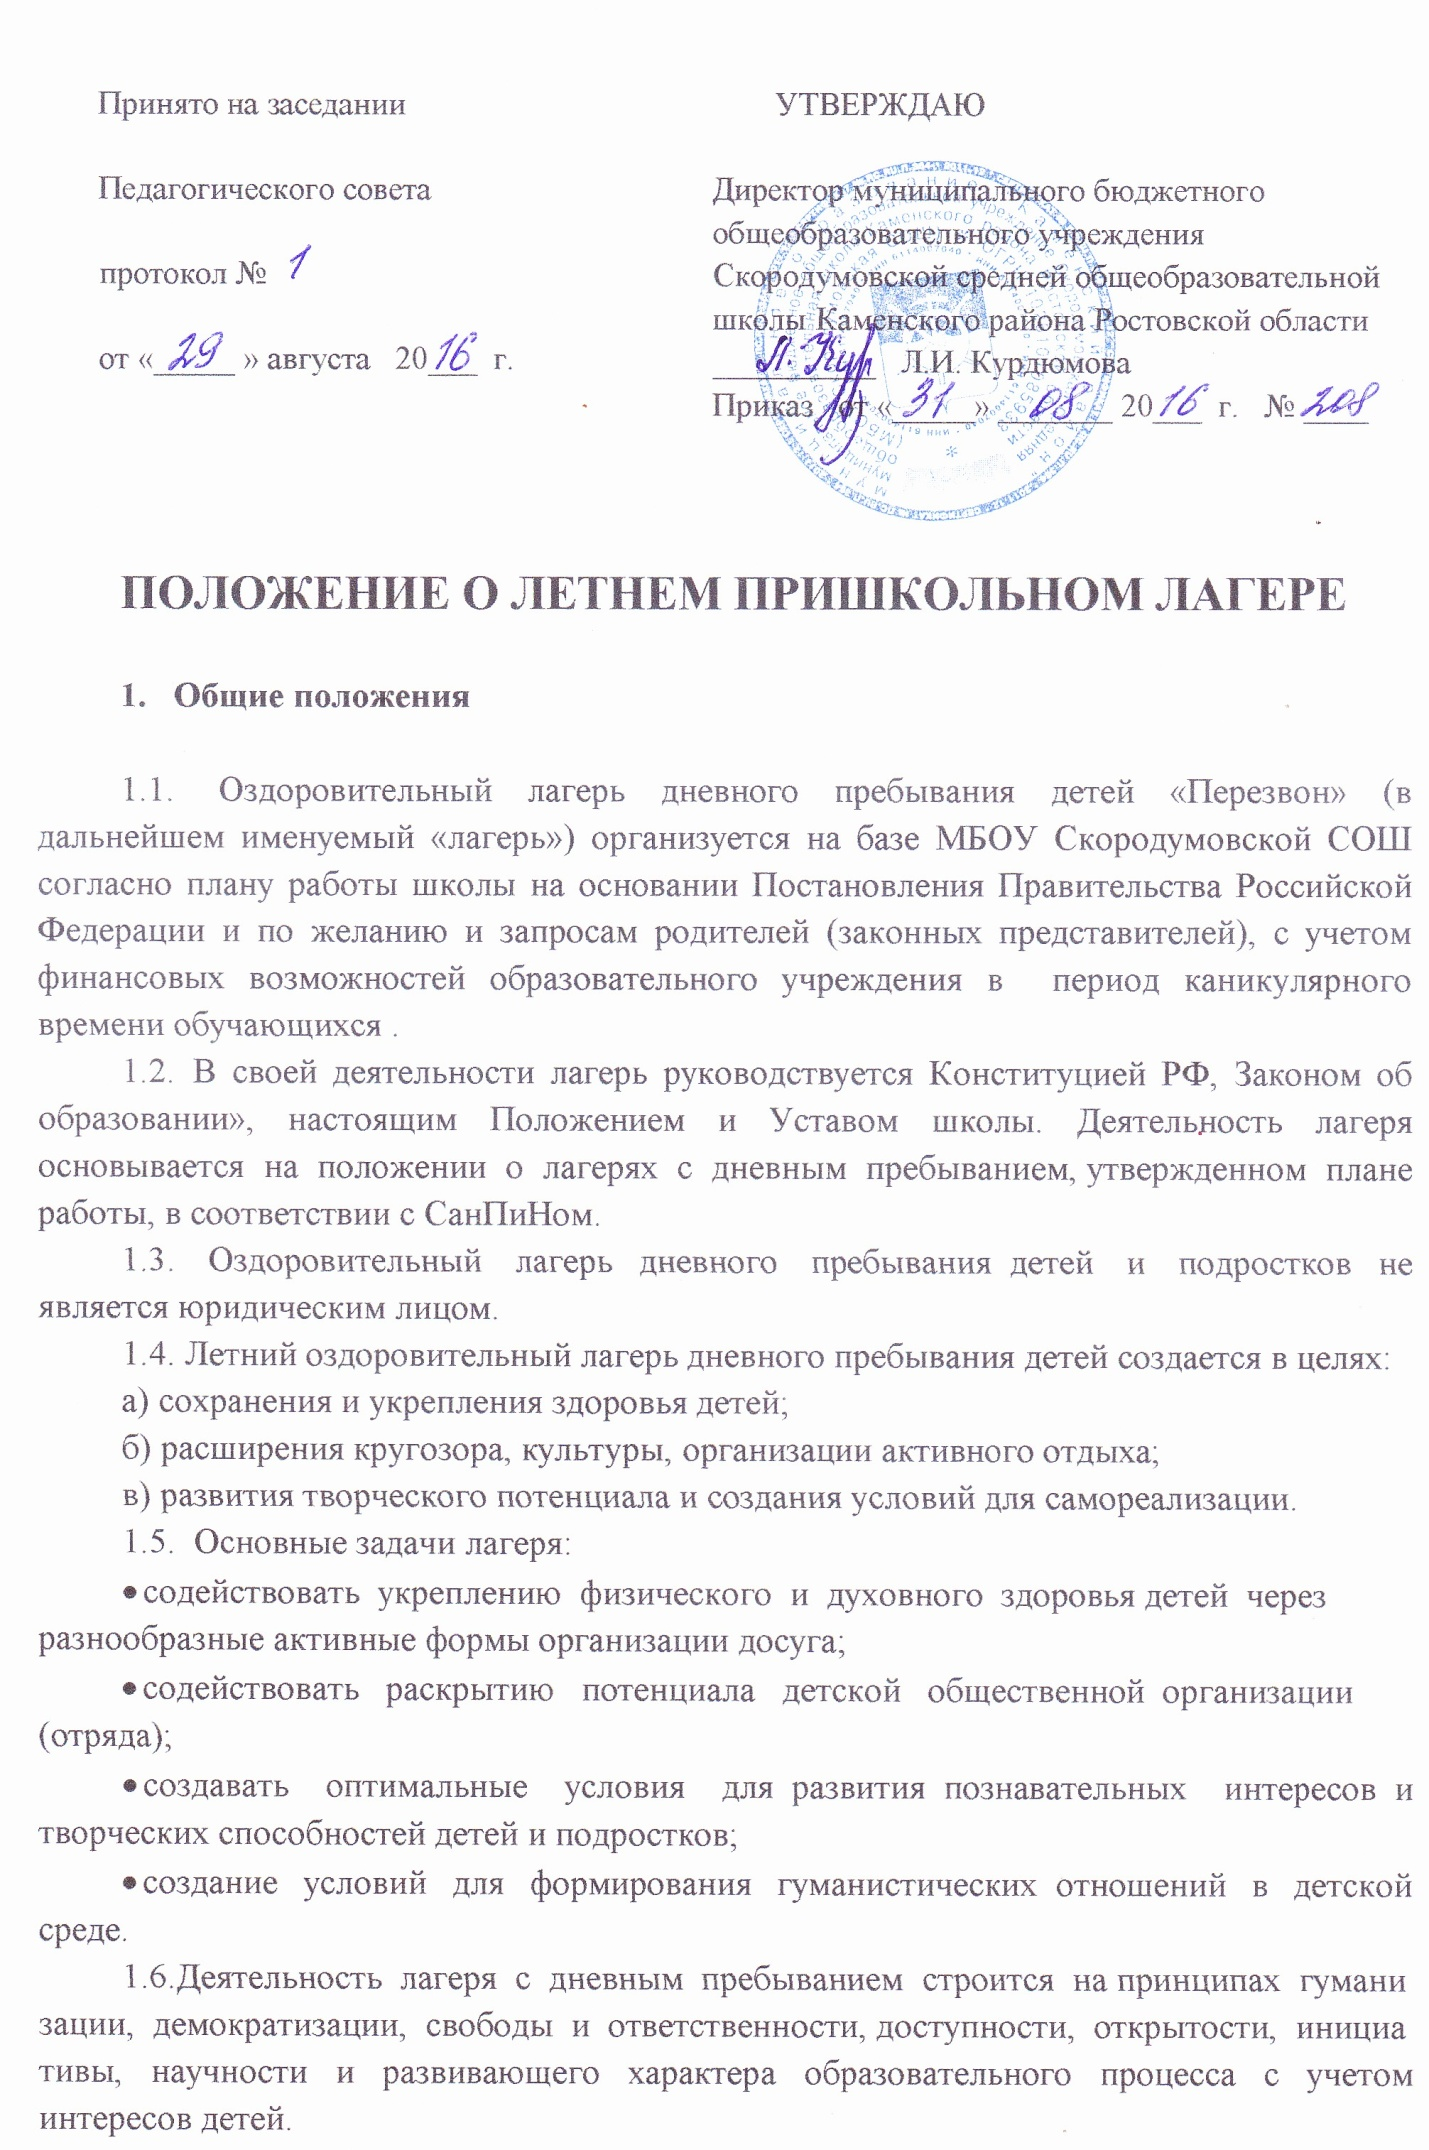 Принято на заседании
УТВЕРЖДАЮ
Педагогического совета
Директор муниципального бюджетного
общеобразовательного учреждения
протокол № 1
Скородумовской средней общеобразовательной
школы Каменского района Ростовской области
от « 29 » августа 2016 г.
Л. Кур Л.И. Курдюмова
Приказ от « 31 » 08 2016 г. № 208
ПОЛОЖЕНИЕ О ЛЕТНЕМ ПРИШКОЛЬНОМ ЛАГЕРЕ
1. Общие положения
1.1. Оздоровительный лагерь дневного пребывания детей «Перезвон» (в
дальнейшем именуемый «лагерь») организуется на базе МБОУ Скородумовской СОШ
согласно плану работы школы на основании Постановления Правительства Российской
Федерации и по желанию и запросам родителей (законных представителей), с учетом
финансовых возможностей образовательного учреждения в период каникулярного
времени обучающихся .
1.2. В своей деятельности лагерь руководствуется Конституцией РФ, Законом об
образовании», настоящим Положением и Уставом школы. Деятельность лагеря
основывается на положении о лагерях с дневным пребыванием, утвержденном плане
работы, в соответствии с СанПиНом.
1.3. Оздоровительный лагерь дневного пребывания детей и подростков не
является юридическим лицом.
1.4. Летний оздоровительный лагерь дневного пребывания детей создается в целях:
а) сохранения и укрепления здоровья детей;
б) расширения кругозора, культуры, организации активного отдыха;
в) развития творческого потенциала и создания условий для самореализации.
1.5. Основные задачи лагеря:
•содействовать укреплению физического и духовного здоровья детей через
разнообразные активные формы организации досуга;
•содействовать раскрытию потенциала детской общественной организации
(отряда);
•создавать оптимальные условия для развития познавательных интересов и
творческих способностей детей и подростков;
•создание условий для формирования гуманистических отношений в детской
среде.
1.6.Деятельность лагеря с дневным пребыванием строится на принципах гумани
зации, демократизации, свободы и ответственности, доступности, открытости, инициа
тивы, научности и развивающего характера образовательного процесса с учетом
интересов детей.